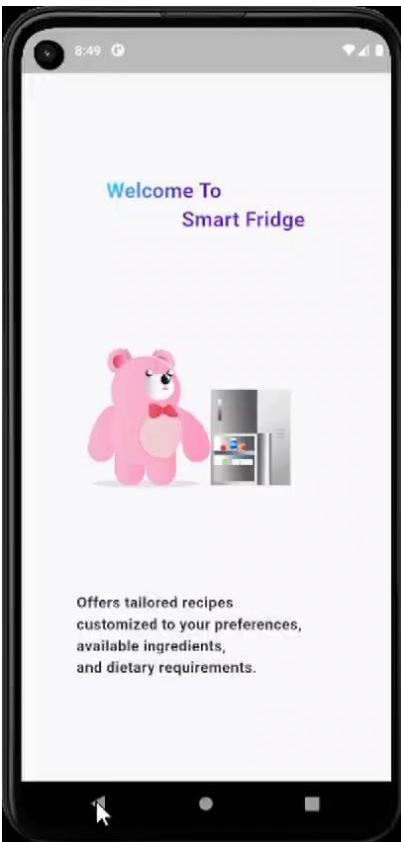 8:49
Welcome To
Smart Fridge
Offers tailored recipes
customized to your preferences,
available ingredients,
and dietary requirements.